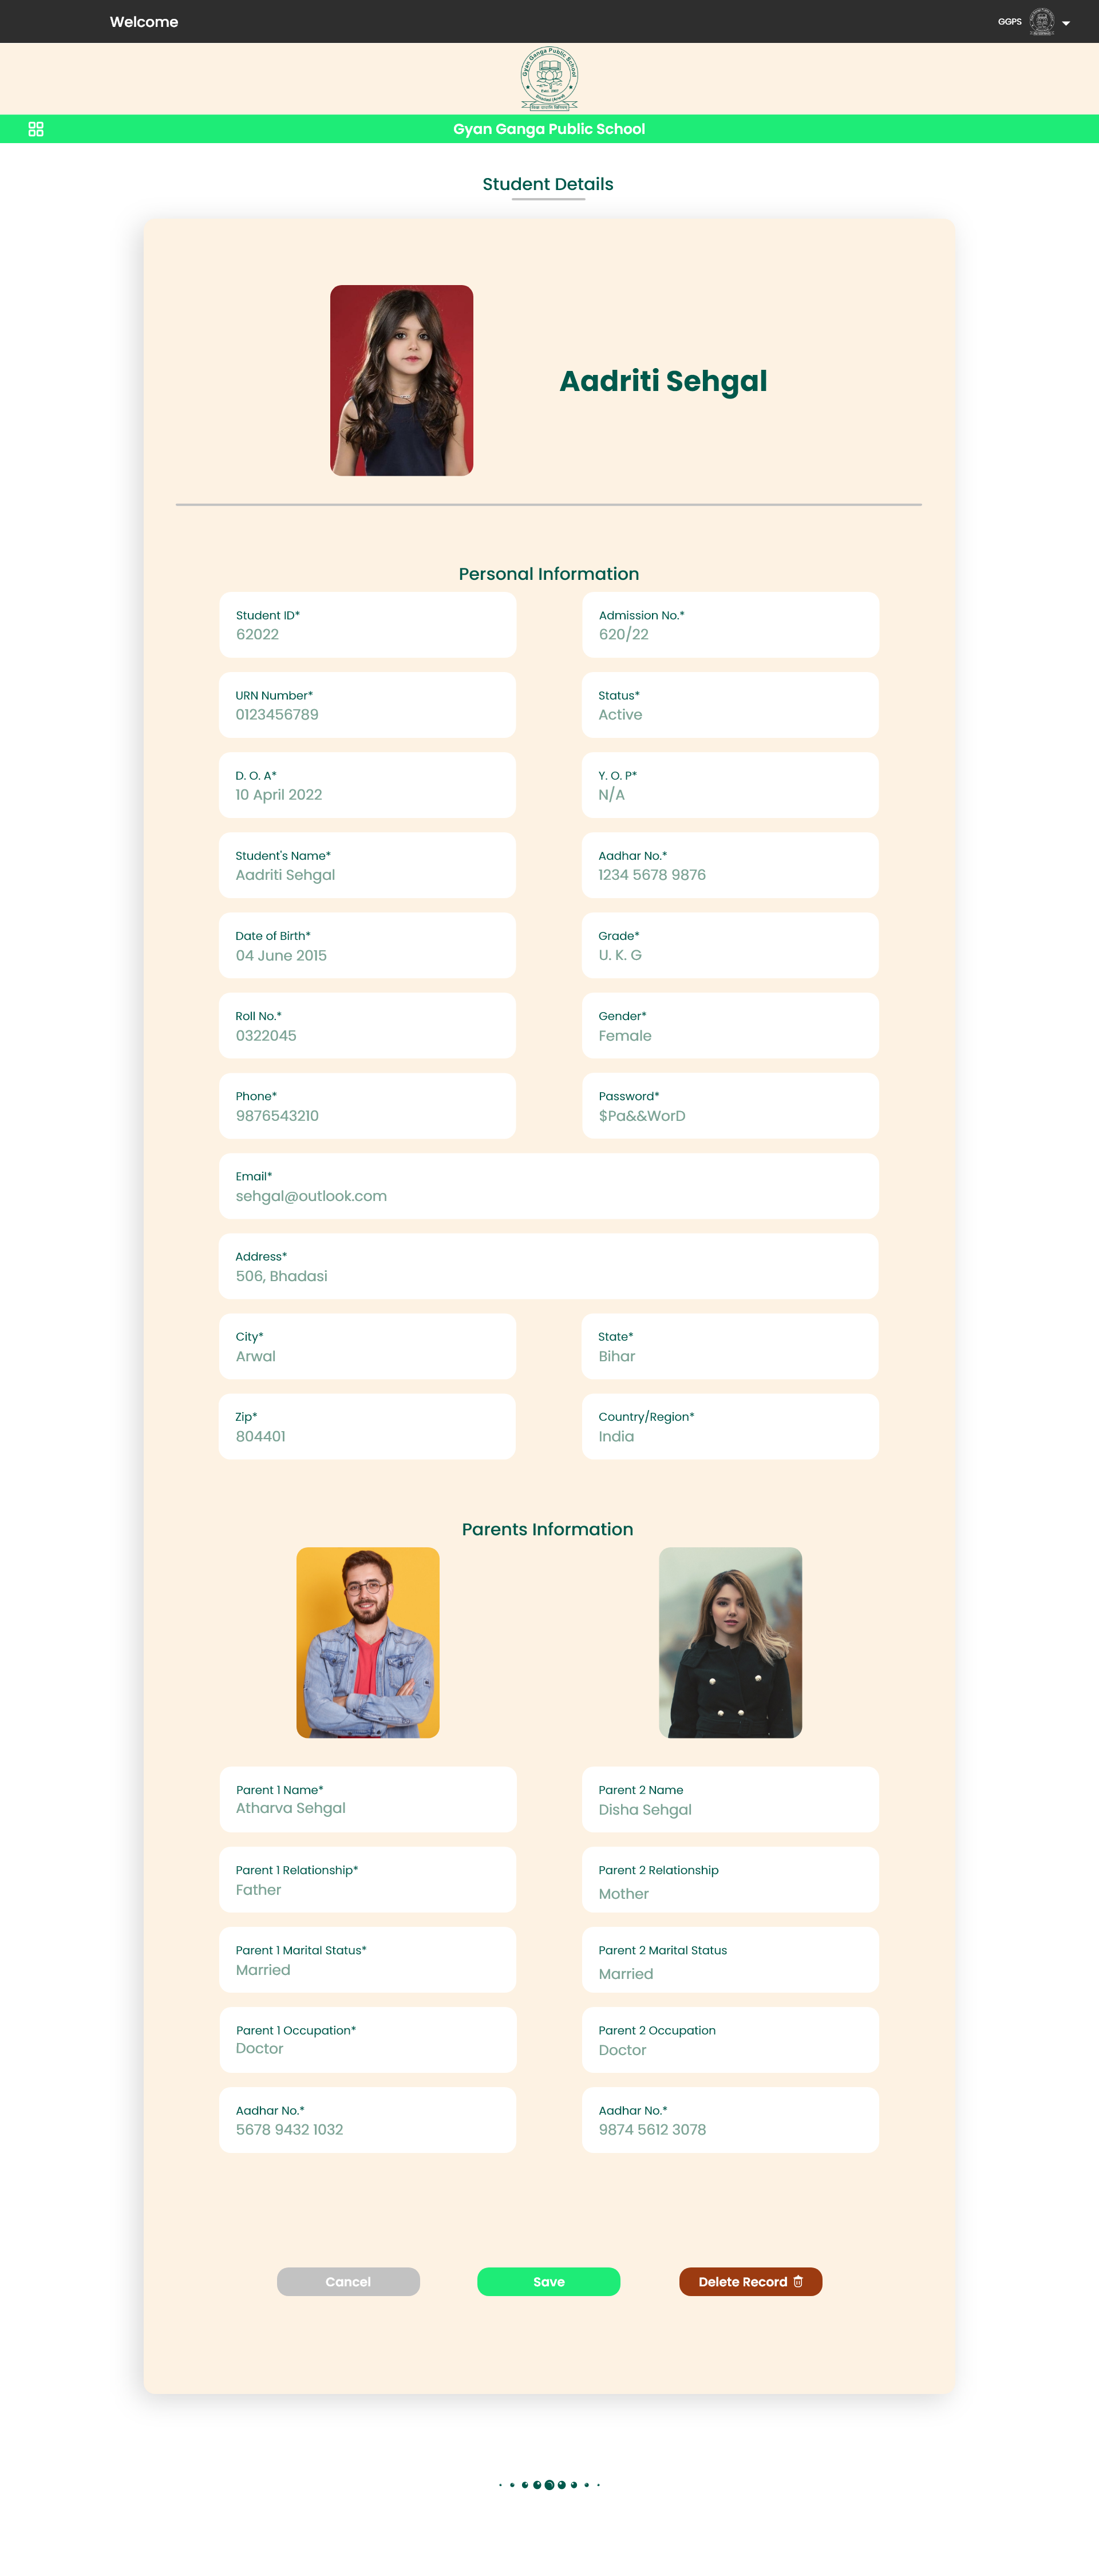 Welcome
GGPS
Gyan Ganga Public School
Gyan Ganga Public School
Student Details
Aadriti Sehgal
Personal Information
Student ID*
62022
Admission No.*
620/22
URN Number*
0123456789
Status*
Active
D. O. A*
10 April 2022
Y. O. P*
N/A
Student's Name*
Aadriti Sehgal
Aadhar No.*
1234 5678 9876
Date of Birth*
04 June 2015
Grade*
U. K. G
Roll No.*
0322045
Gender*
Female
Phone*
9876543210
Password*
$Pa&&WorD
Email*
sehgal@outlook.com
Address*
506, Bhadasi
City*
Arwal
State*
Bihar
Zip*
804401
Country/Region*
India
Parents Information
Parent 1 Name*
Atharva Sehgal
Parent 2 Name
Disha Sehgal
Parent 1 Relationship*
Father
Parent 2 Relationship
Mother
Parent 1 Marital Status*
Married
Parent 2 Marital Status
Married
Parent 1 Occupation*
Doctor
Parent 2 Occupation
Doctor
Aadhar No.*
5678 9432 1032
Aadhar No.*
9874 5612 3078
Cancel
Save
Delete Record